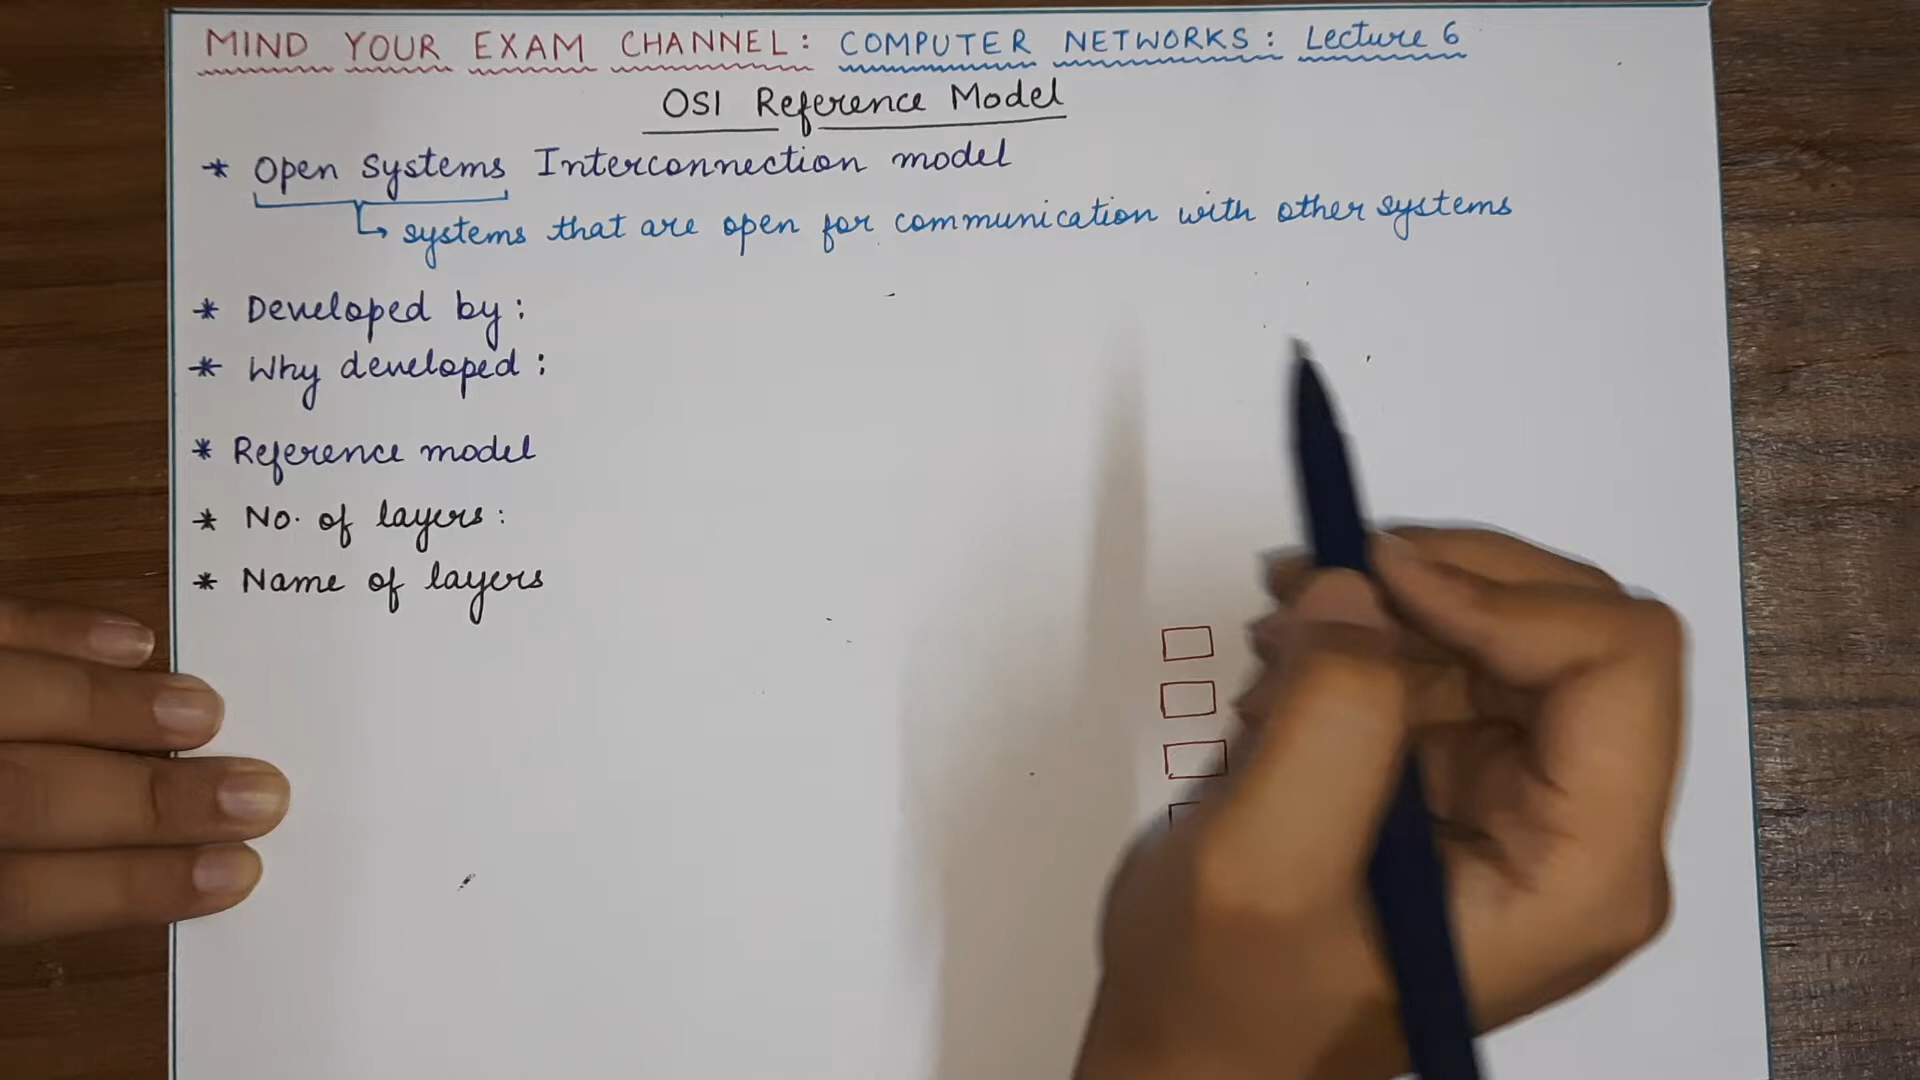 MIND YOUR EXAM CHANNEL: COMPUTER NETWORKS: Lecture 6
OSI Reference Model
* Open Systems Interconnection model
↳ systems that are open for communication with other systems
* Developed by:
* Why developed:
* Reference model
* No. of layers:
* Name of layers